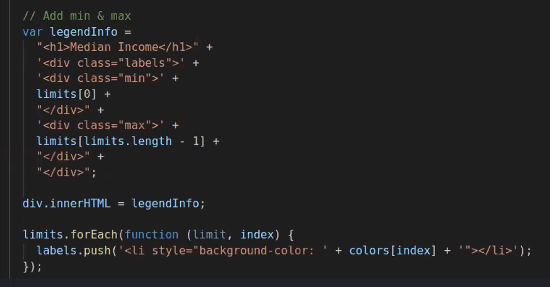 // Add min & max
var legendInfo =
"<h1>Median Income</h1>" +
'<div class="labels">' +
'<div class="min">' +
limits[0] +
"</div>" +
'<div class="max">' +
limits[limits.length - 1] +
"</div>" +
"</div>";
div.innerHTML = legendInfo;
limits.forEach(function (limit, index) {
labels.push('<li style="background-color: ' + colors[index] + '"></li>');
});